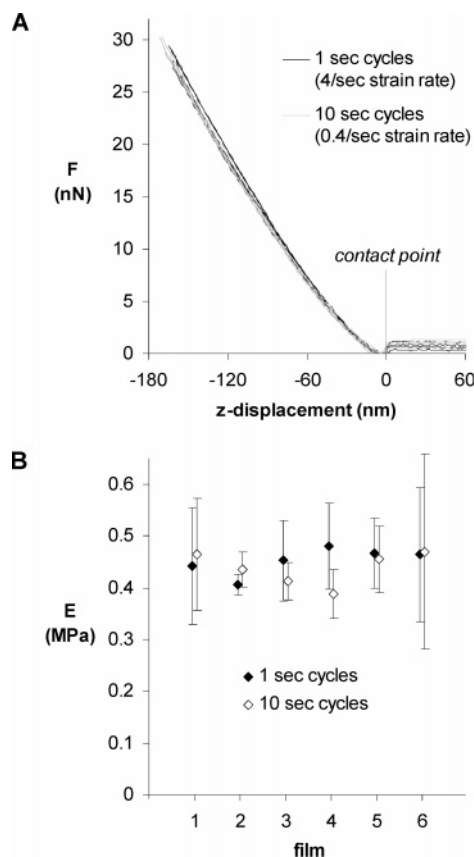 A
30
25
20
15
10
5
0
F
(nN)
1 sec cycles
(4/sec strain rate)
10 sec cycles
(0.4/sec strain rate)
contact point
-180 -120 -60 0 60
z-displacement (nm)
B
0.6
0.5
0.4
0.3
0.2
0.1
0
E
(MPa)
1 sec cycles
10 sec cycles
1 2 3 4 5 6
film